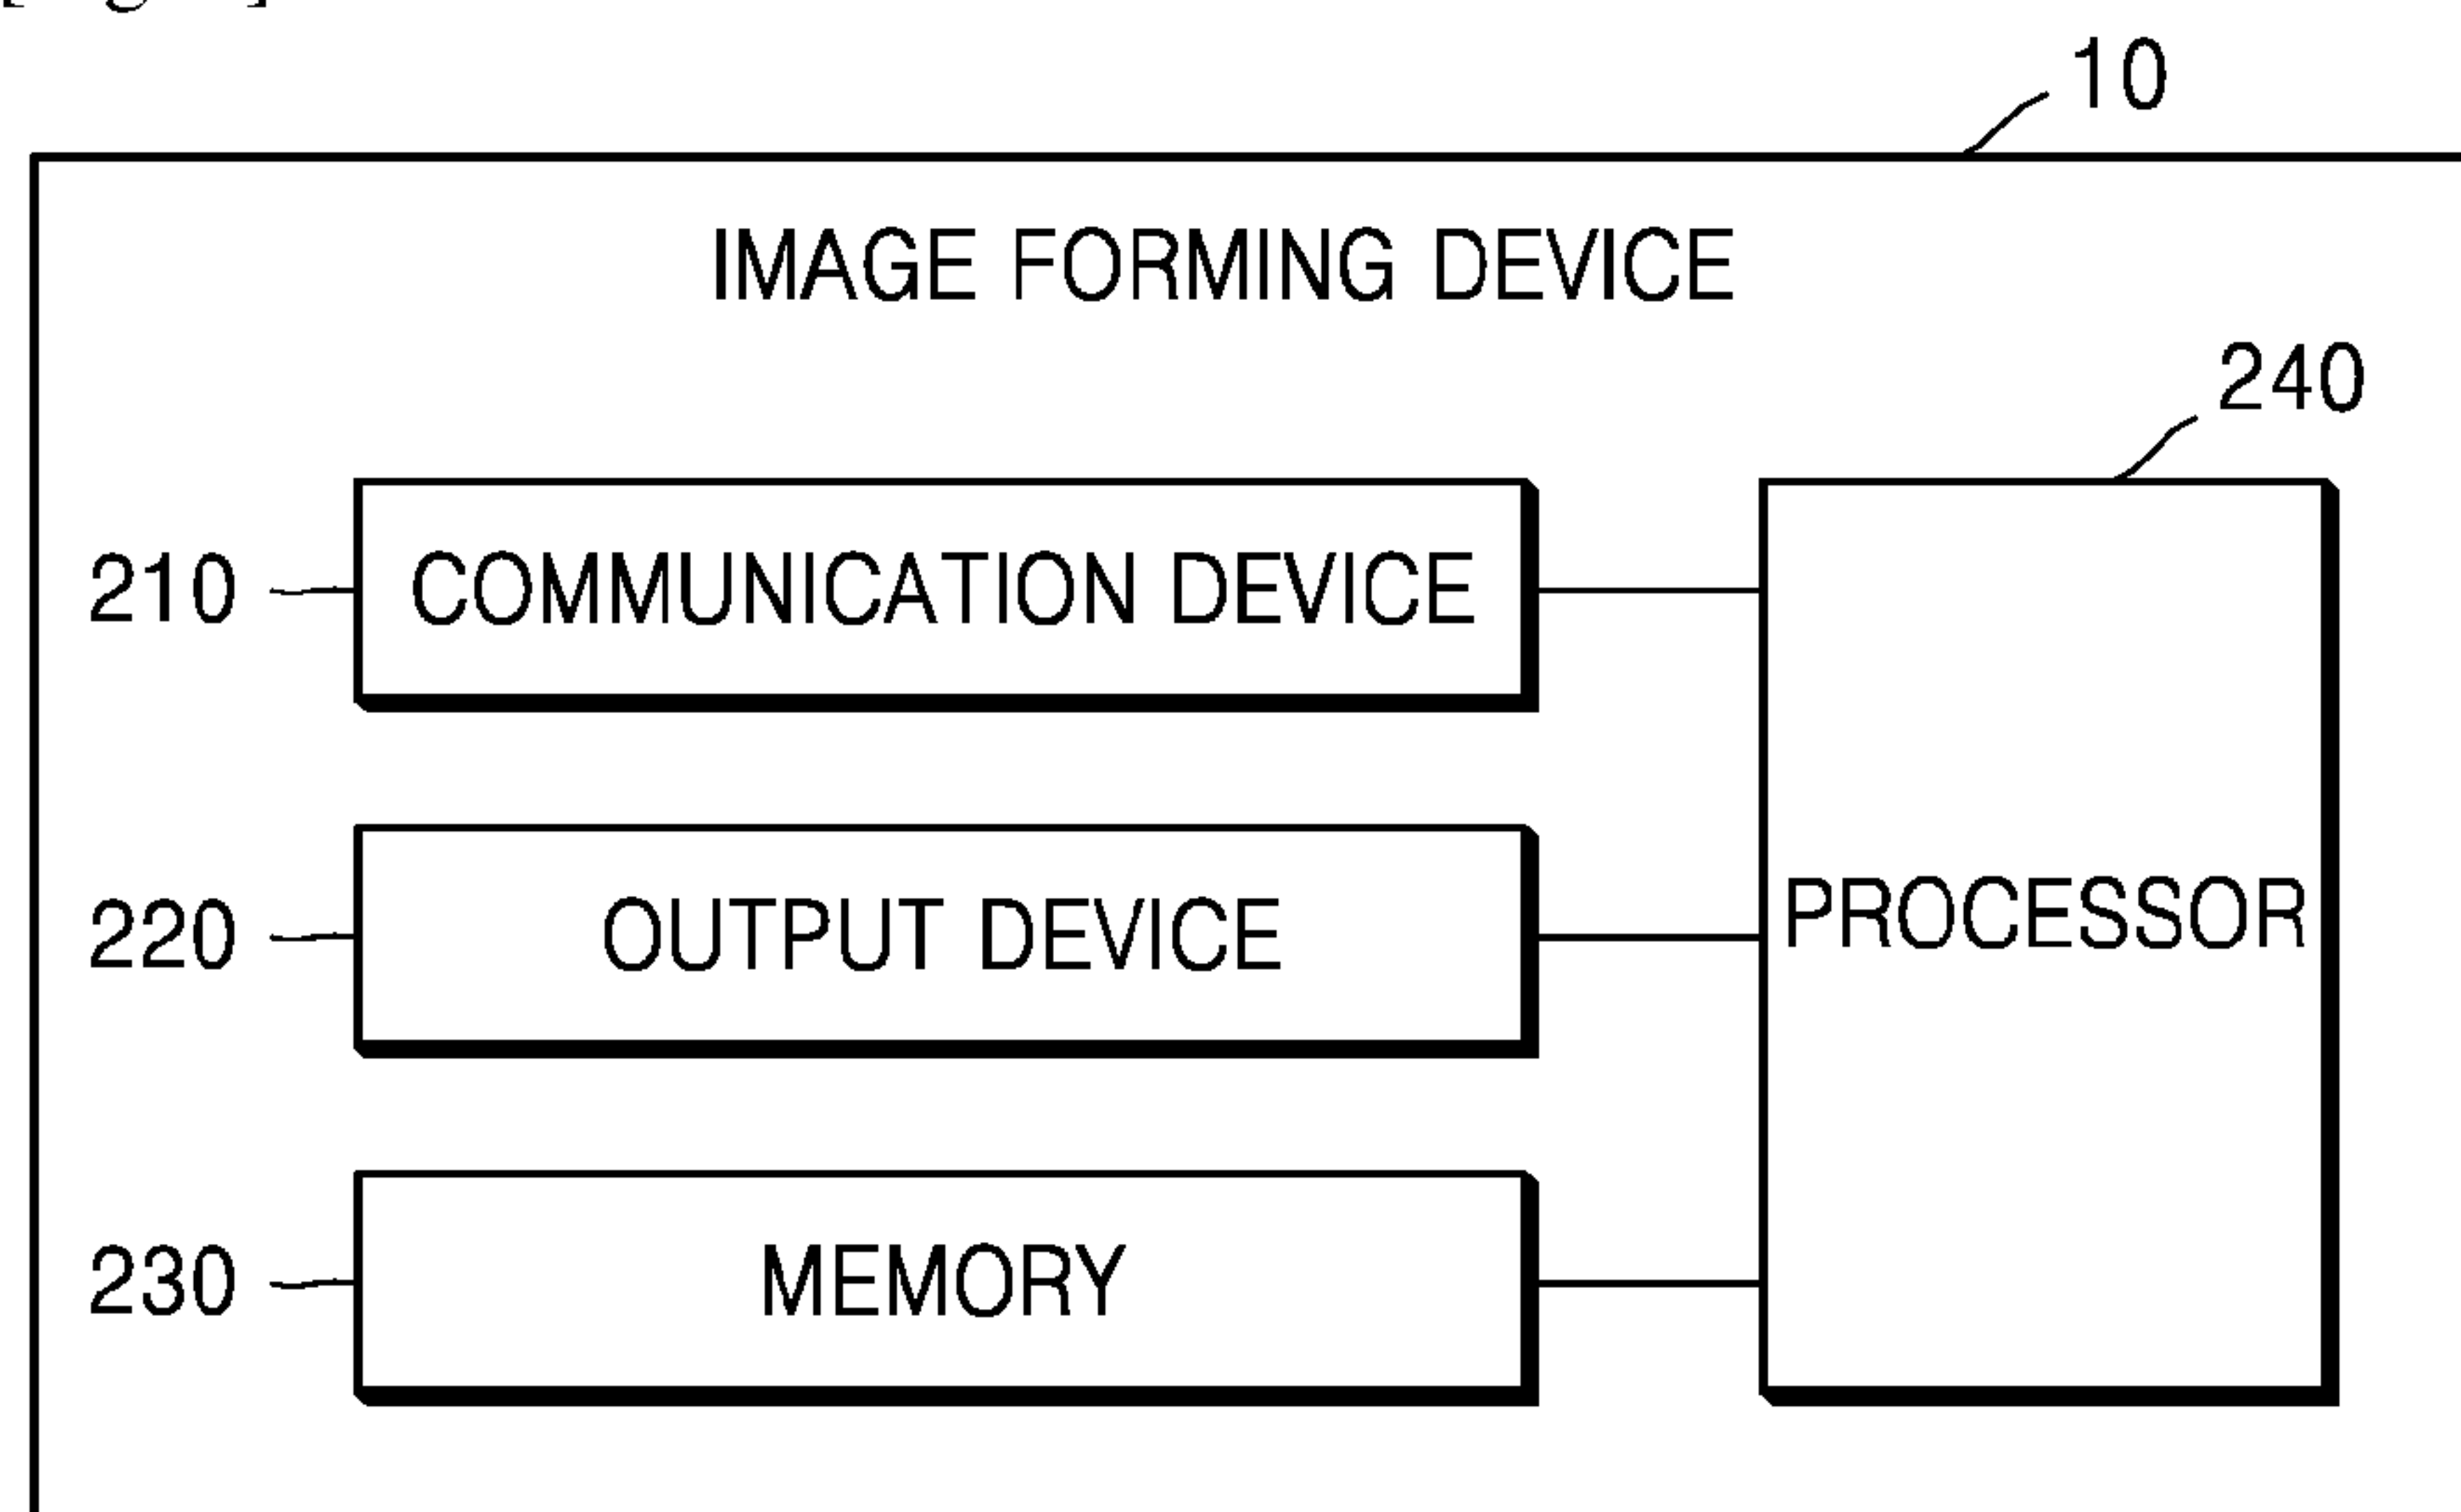 10
IMAGE FORMING DEVICE
240
210 COMMUNICATION DEVICE
220 OUTPUT DEVICE
PROCESSOR
230 MEMORY